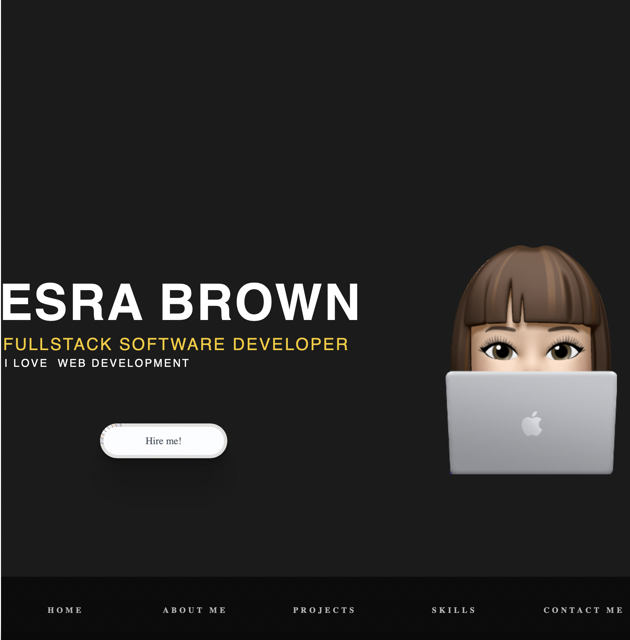 ESRA BROWN
FULLSTACK SOFTWARE DEVELOPER
I LOVE  WEB DEVELOPMENT
Hire me!
HOME ABOUT ME PROJECTS SKILLS CONTACT ME